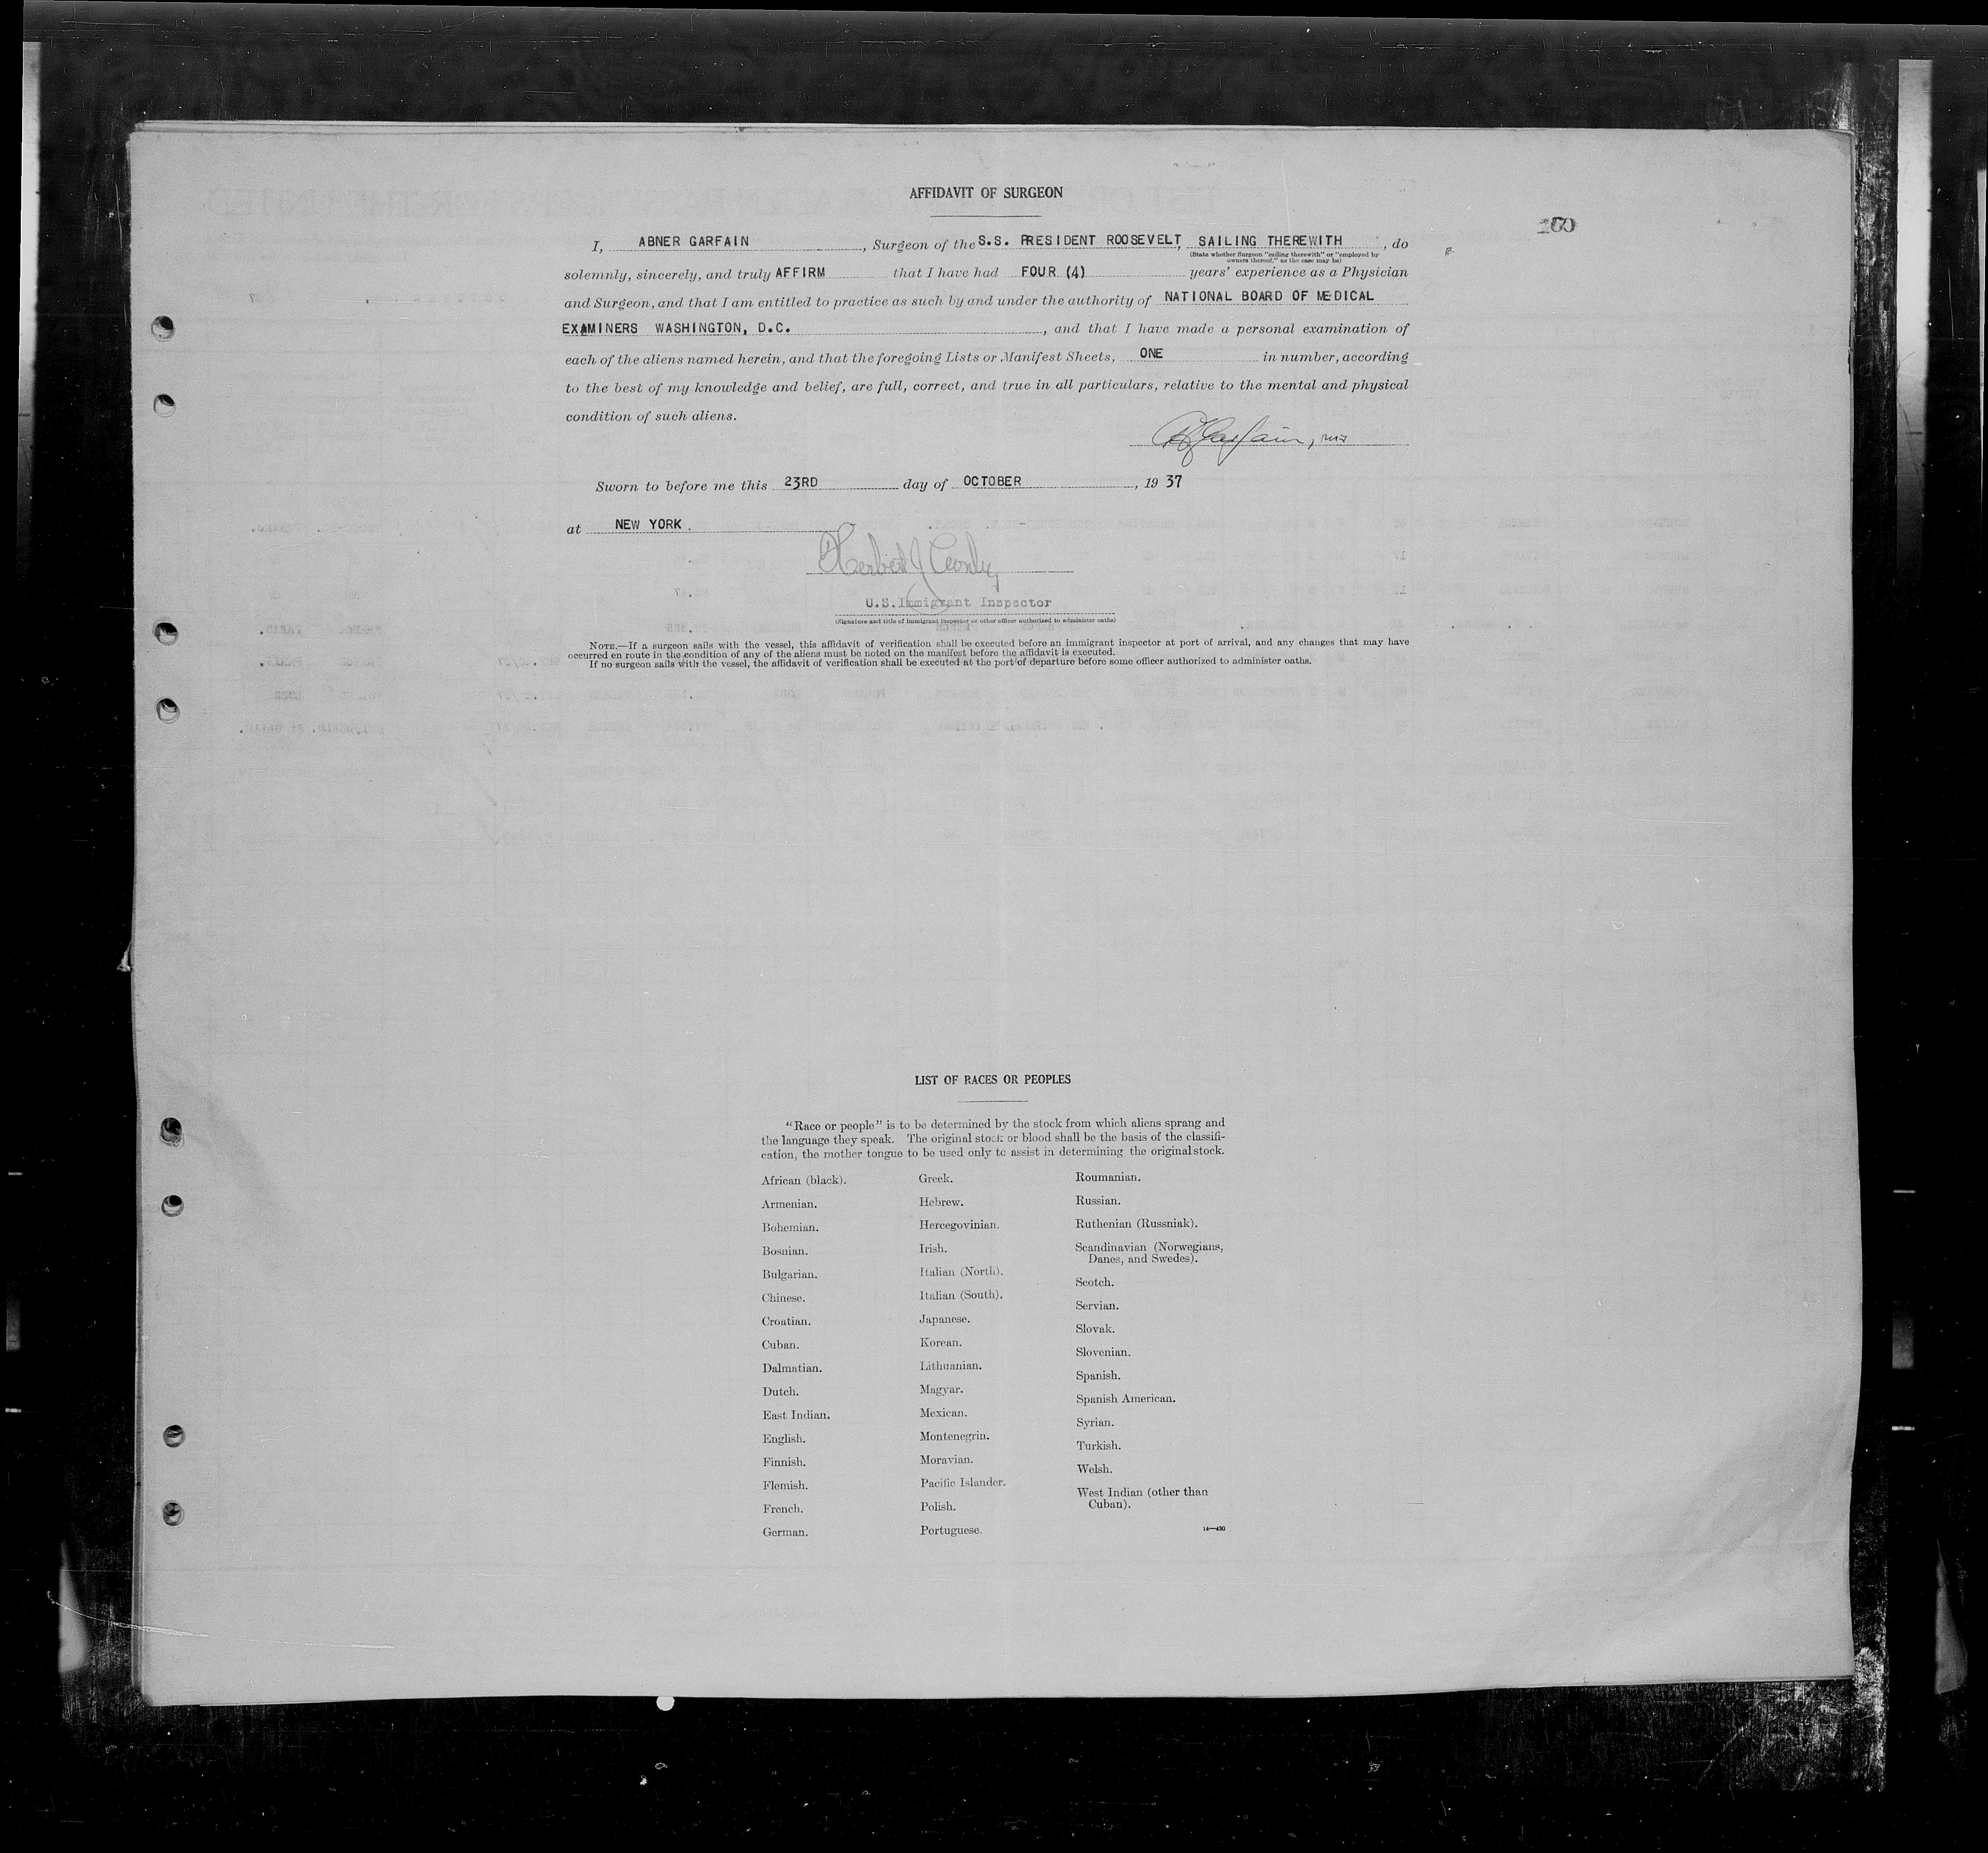 AFFIDAVIT OF SURGEON
I, ABNER GARFAIN, Surgeon of the S.S. PRESIDENT ROOSEVELT, SAILING THEREWITH, do
(State whether Surgeon "sailing therewith" or "employed by
owners thereof," as the case may be)
solemnly, sincerely, and truly AFFIRM that I have had FOUR (4) years' experience as a Physician
and Surgeon, and that I am entitled to practice as such by and under the authority of NATIONAL BOARD OF MEDICAL
EXAMINERS WASHINGTON, D.C., and that I have made a personal examination of
each of the aliens named herein, and that the foregoing Lists or Manifest Sheets, ONE in number, according
to the best of my knowledge and belief, are full, correct, and true in all particulars, relative to the mental and physical
condition of such aliens.
Garfain, MD
Sworn to before me this 23RD day of OCTOBER, 19 37
at NEW YORK.
Herbert J
U.S.Immigrant Inspector
(Signature and title of immigrant inspector or other officer authorized to administer oaths)
NOTE.—If a surgeon sails with the vessel, this affidavit of verification shall be executed before an immigrant inspector at port of arrival, and any changes that may have
occurred en route in the condition of any of the aliens must be noted on the manifest before the affidavit is executed.
If no surgeon sails with the vessel, the affidavit of verification shall be executed at the port of departure before some officer authorized to administer oaths.
LIST OF RACES OR PEOPLES
"Race or people" is to be determined by the stock from which aliens sprang and
the language they speak. The original stock or blood shall be the basis of the classifi-
cation, the mother tongue to be used only to assist in determining the original stock.
African (black).
Armenian.
Bohemian.
Bosnian.
Bulgarian.
Chinese.
Croatian.
Cuban.
Dalmatian.
Dutch.
East Indian.
English.
Finnish.
Flemish.
French.
German.
Greek.
Hebrew.
Hercegovinian.
Irish.
Italian (North).
Italian (South).
Japanese.
Korean.
Lithuanian.
Magyar.
Mexican.
Montenegrin.
Moravian.
Pacific Islander.
Polish.
Portuguese.
Roumanian.
Russian.
Ruthenian (Russniak).
Scandinavian (Norwegians,
Danes, and Swedes).
Scotch.
Servian.
Slovak.
Slovenian.
Spanish.
Spanish American.
Syrian.
Turkish.
Welsh.
West Indian (other than
Cuban).
14—430